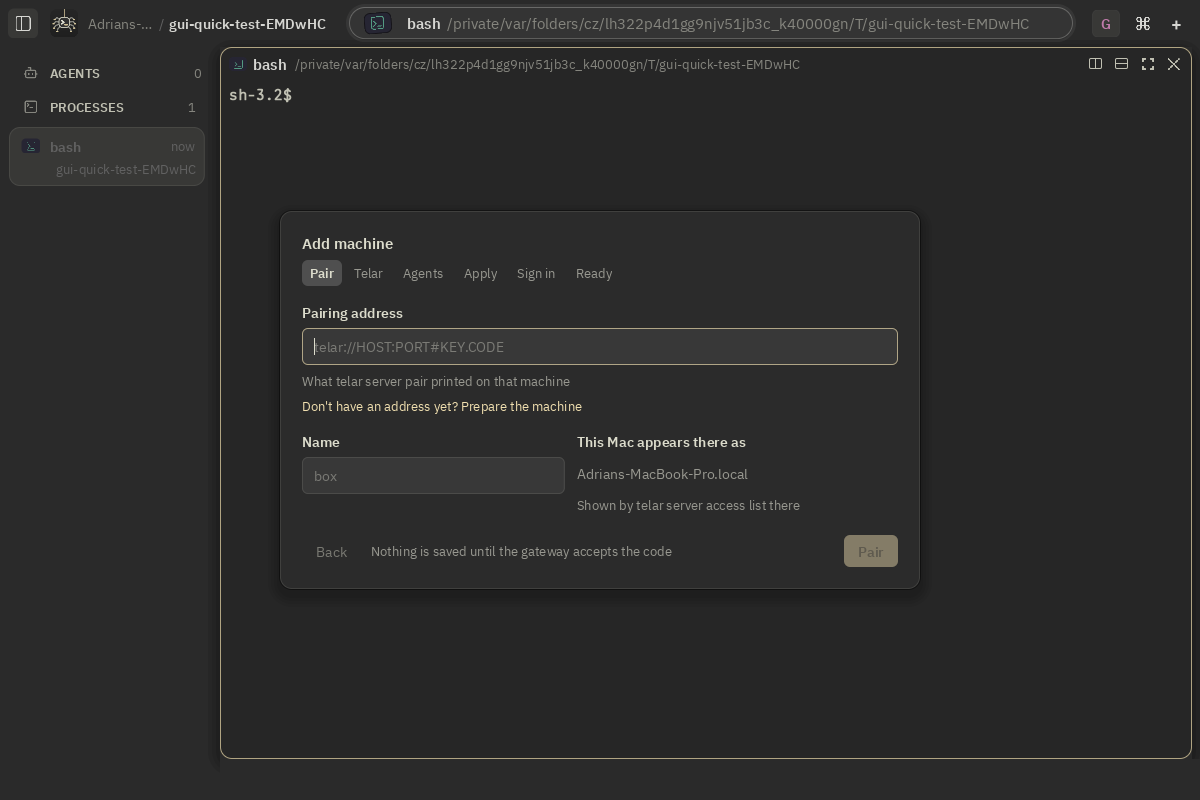 Adrians-... / gui-quick-test-EMDwHC
bash /private/var/folders/cz/lh322p4d1gg9njv51jb3c_k40000gn/T/gui-quick-test-EMDwHC
G ⌘ +
AGENTS 0
PROCESSES 1
bash now
gui-quick-test-EMDwHC
bash /private/var/folders/cz/lh322p4d1gg9njv51jb3c_k40000gn/T/gui-quick-test-EMDwHC
sh-3.2$
Add machine
Pair Telar Agents Apply Sign in Ready
Pairing address
telar://HOST:PORT#KEY.CODE
What telar server pair printed on that machine
Don't have an address yet? Prepare the machine
Name
box
This Mac appears there as
Adrians-MacBook-Pro.local
Shown by telar server access list there
Back Nothing is saved until the gateway accepts the code Pair